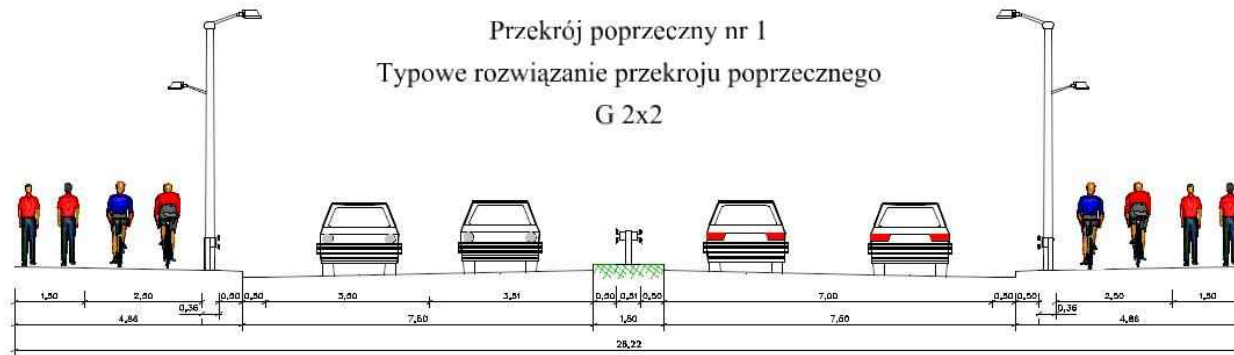 Przekrój poprzeczny nr 1
Typowe rozwiązanie przekroju poprzecznego
G 2x2
1,50 2,50 0,50 0,50 3,50 3,51 0,50 0,51 0,50 7,00 0,50 0,50 2,50 1,50
0,36 0,36
4,86 7,50 1,50 7,50 4,86
28,22